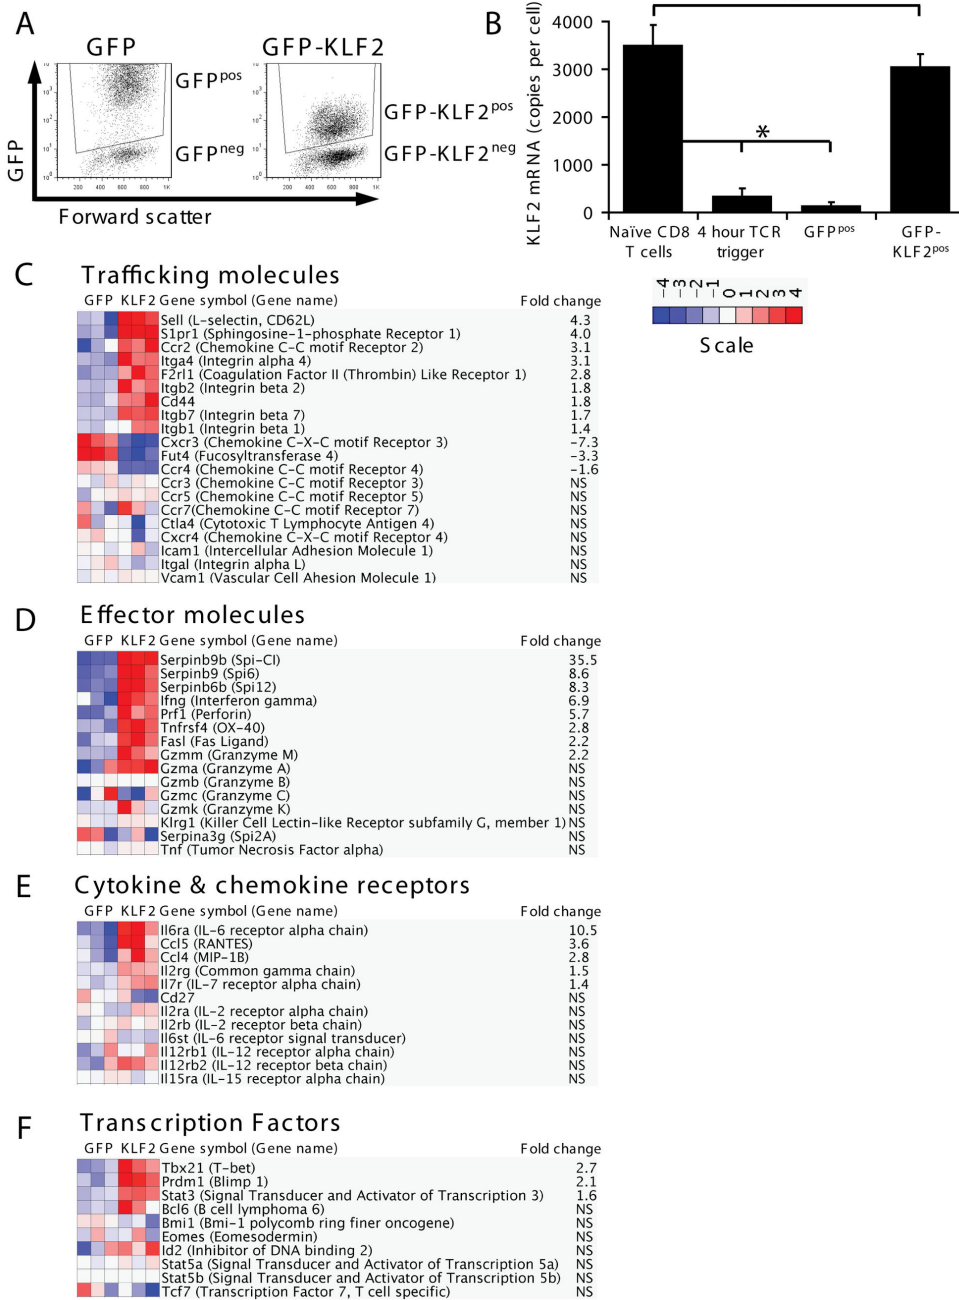 A
GFP
GFP-KLF2
GFPpos
GFPneg
GFP-KLF2pos
GFP-KLF2neg
GFP
Forward scatter
200 400 600 800 1K
200 400 600 800 1K
B
KLF2 mRNA (copies per cell)
4000
3000
2000
1000
0
*
Naïve CD8 T cells
4 hour TCR trigger
GFPpos
GFP-KLF2pos
-4 -3 -2 -1 0 1 2 3 4
Scale
C Trafficking molecules
GFP KLF2 Gene symbol (Gene name) Fold change
Sell (L-selectin, CD62L) 4.3
S1pr1 (Sphingosine-1-phosphate Receptor 1) 4.0
Ccr2 (Chemokine C-C motif Receptor 2) 3.1
Itga4 (Integrin alpha 4) 3.1
F2rl1 (Coagulation Factor II (Thrombin) Like Receptor 1) 2.8
Itgb2 (Integrin beta 2) 1.8
Cd44 1.8
Itgb7 (Integrin beta 7) 1.7
Itgb1 (Integrin beta 1) 1.4
Cxcr3 (Chemokine C-X-C motif Receptor 3) -7.3
Fut4 (Fucosyltransferase 4) -3.3
Ccr4 (Chemokine C-C motif Receptor 4) -1.6
Ccr3 (Chemokine C-C motif Receptor 3) NS
Ccr5 (Chemokine C-C motif Receptor 5) NS
Ccr7(Chemokine C-C motif Receptor 7) NS
Ctla4 (Cytotoxic T Lymphocyte Antigen 4) NS
Cxcr4 (Chemokine C-X-C motif Receptor 4) NS
Icam1 (Intercellular Adhesion Molecule 1) NS
Itgal (Integrin alpha L) NS
Vcam1 (Vascular Cell Ahesion Molecule 1) NS
D Effector molecules
GFP KLF2 Gene symbol (Gene name) Fold change
Serpinb9b (Spi-CI) 35.5
Serpinb9 (Spi6) 8.6
Serpinb6b (Spi12) 8.3
Ifng (Interferon gamma) 6.9
Prf1 (Perforin) 5.7
Tnfrsf4 (OX-40) 2.8
Fasl (Fas Ligand) 2.2
Gzmm (Granzyme M) 2.2
Gzma (Granzyme A) NS
Gzmb (Granzyme B) NS
Gzmc (Granzyme C) NS
Gzmk (Granzyme K) NS
Klrg1 (Killer Cell Lectin-like Receptor subfamily G, member 1) NS
Serpina3g (Spi2A) NS
Tnf (Tumor Necrosis Factor alpha) NS
E Cytokine & chemokine receptors
GFP KLF2 Gene symbol (Gene name) Fold change
Il6ra (IL-6 receptor alpha chain) 10.5
Ccl5 (RANTES) 3.6
Ccl4 (MIP-1B) 2.8
Il2rg (Common gamma chain) 1.5
Il7r (IL-7 receptor alpha chain) 1.4
Cd27 NS
Il2ra (IL-2 receptor alpha chain) NS
Il2rb (IL-2 receptor beta chain) NS
Il6st (IL-6 receptor signal transducer) NS
Il12rb1 (IL-12 receptor alpha chain) NS
Il12rb2 (IL-12 receptor beta chain) NS
Il15ra (IL-15 receptor alpha chain) NS
F Transcription Factors
GFP KLF2 Gene symbol (Gene name) Fold change
Tbx21 (T-bet) 2.7
Prdm1 (Blimp 1) 2.1
Stat3 (Signal Transducer and Activator of Transcription 3) 1.6
Bcl6 (B cell lymphoma 6) NS
Bmi1 (Bmi-1 polycomb ring finer oncogene) NS
Eomes (Eomesodermin) NS
Id2 (Inhibitor of DNA binding 2) NS
Stat5a (Signal Transducer and Activator of Transcription 5a) NS
Stat5b (Signal Transducer and Activator of Transcription 5b) NS
Tcf7 (Transcription Factor 7, T cell specific) NS